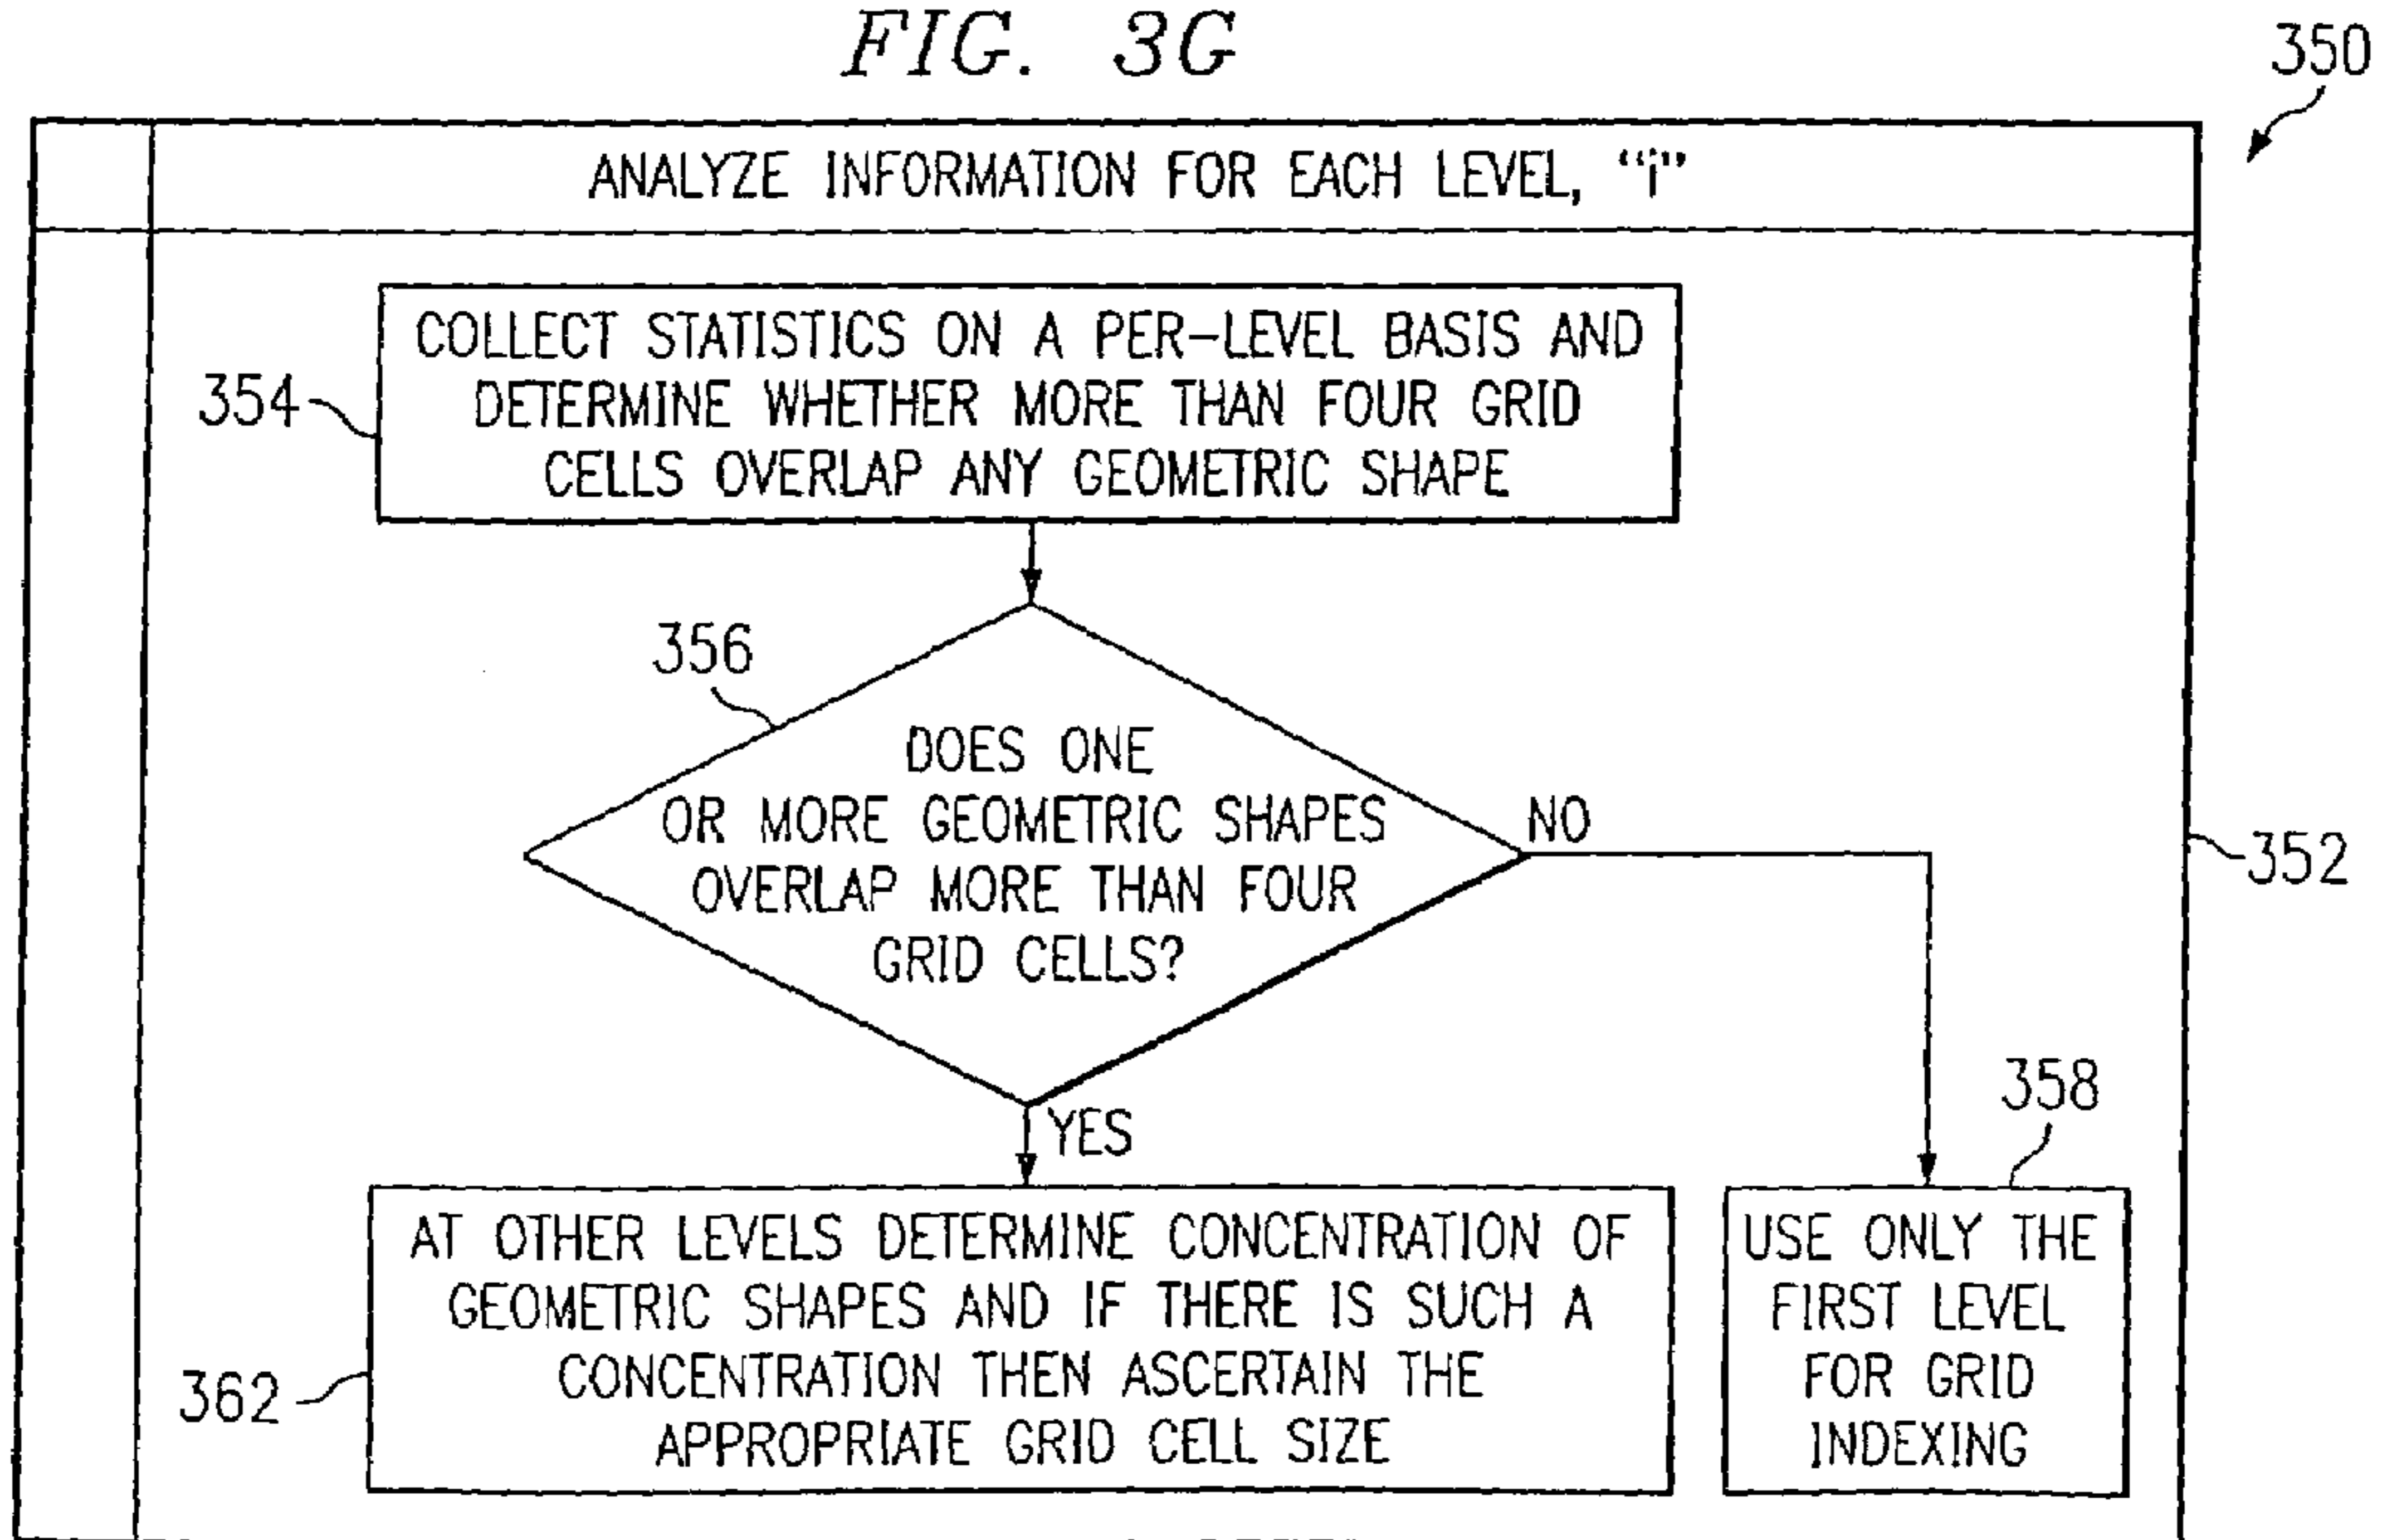 FIG. 3G
350
ANALYZE INFORMATION FOR EACH LEVEL, "i"
COLLECT STATISTICS ON A PER-LEVEL BASIS AND
DETERMINE WHETHER MORE THAN FOUR GRID
CELLS OVERLAP ANY GEOMETRIC SHAPE
354
356
DOES ONE
OR MORE GEOMETRIC SHAPES
OVERLAP MORE THAN FOUR
GRID CELLS?
NO
352
YES
358
AT OTHER LEVELS DETERMINE CONCENTRATION OF
GEOMETRIC SHAPES AND IF THERE IS SUCH A
CONCENTRATION THEN ASCERTAIN THE
APPROPRIATE GRID CELL SIZE
362
USE ONLY THE
FIRST LEVEL
FOR GRID
INDEXING